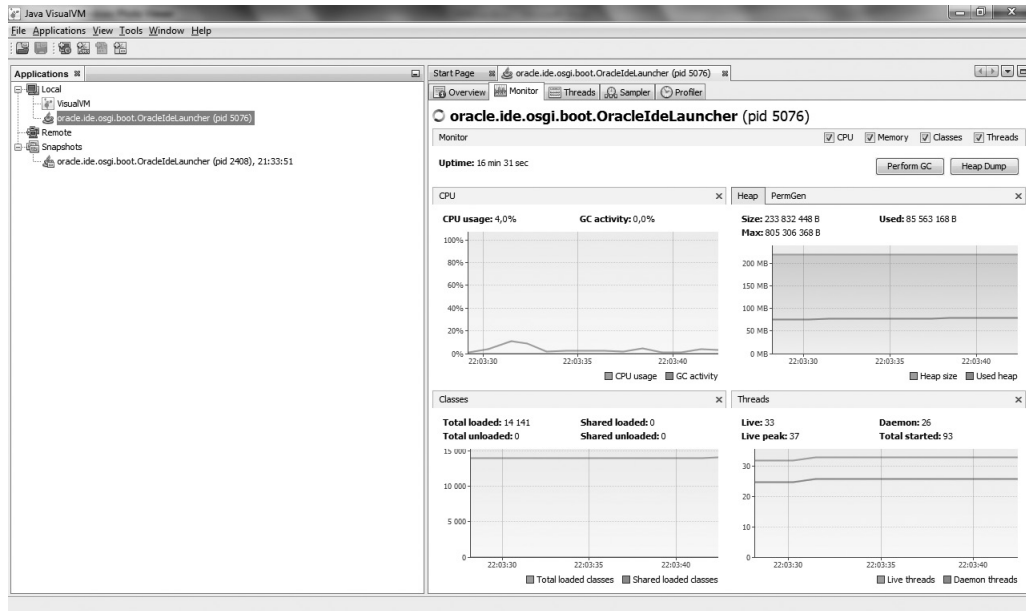 Java VisualVM
File Applications View Tools Window Help
Applications
Local
VisualVM
oracle.ide.osgi.boot.OracleIdeLauncher (pid 5076)
Remote
Snapshots
oracle.ide.osgi.boot.OracleIdeLauncher (pid 2408), 21:33:51
Start Page oracle.ide.osgi.boot.OracleIdeLauncher (pid 5076)
Overview Monitor Threads Sampler Profiler
oracle.ide.osgi.boot.OracleIdeLauncher (pid 5076)
Monitor CPU Memory Classes Threads
Uptime: 16 min 31 sec Perform GC Heap Dump
CPU
CPU usage: 4,0% GC activity: 0,0%
100%
80%
60%
40%
20%
0%
22:03:30 22:03:35 22:03:40
CPU usage GC activity
Heap PermGen
Size: 233 832 448 B Used: 85 563 168 B
Max: 805 306 368 B
200 MB
150 MB
100 MB
50 MB
0 MB
22:03:30 22:03:35 22:03:40
Heap size Used heap
Classes
Total loaded: 14 141 Shared loaded: 0
Total unloaded: 0 Shared unloaded: 0
15 000
10 000
5 000
0
22:03:30 22:03:35 22:03:40
Total loaded classes Shared loaded classes
Threads
Live: 33 Daemon: 26
Live peak: 37 Total started: 93
30
20
10
0
22:03:30 22:03:35 22:03:40
Live threads Daemon threads